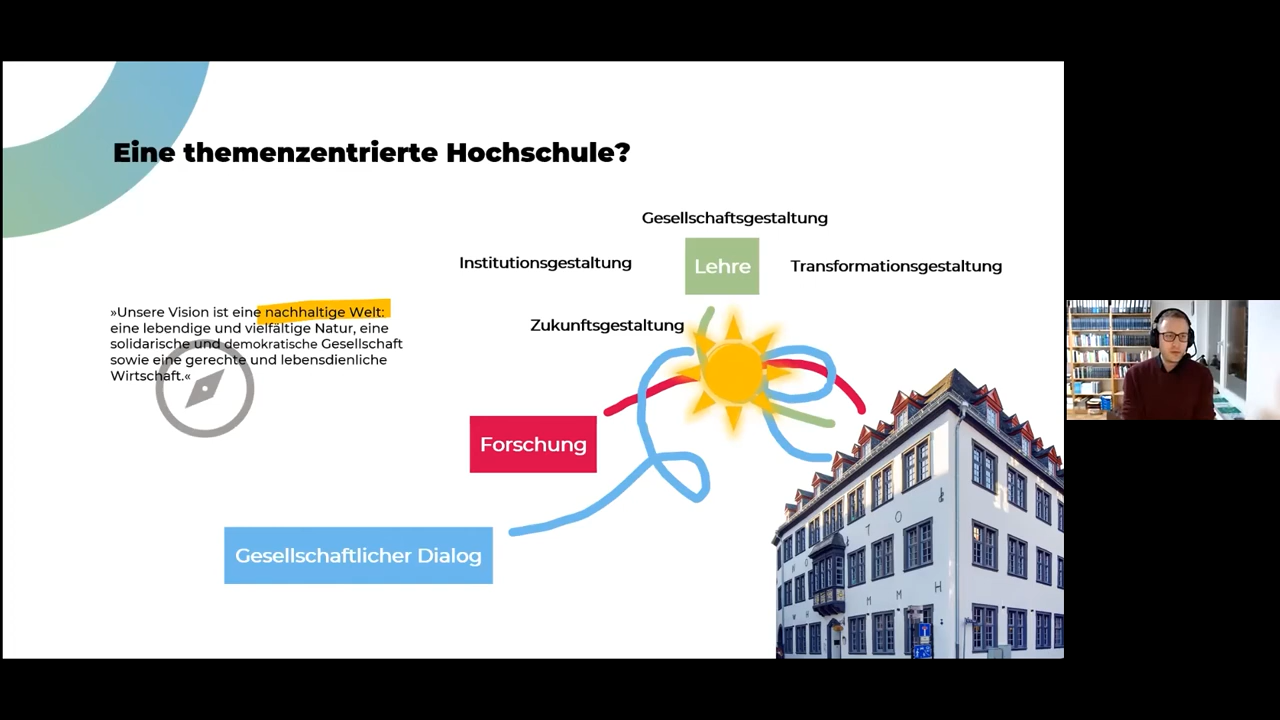 Eine themenzentrierte Hochschule?
Gesellschaftsgestaltung
Institutionsgestaltung
Lehre
Transformationsgestaltung
»Unsere Vision ist eine nachhaltige Welt:
eine lebendige und vielfältige Natur, eine
solidarische und demokratische Gesellschaft
sowie eine gerechte und lebensdienliche
Wirtschaft.«
Zukunftsgestaltung
Forschung
Gesellschaftlicher Dialog